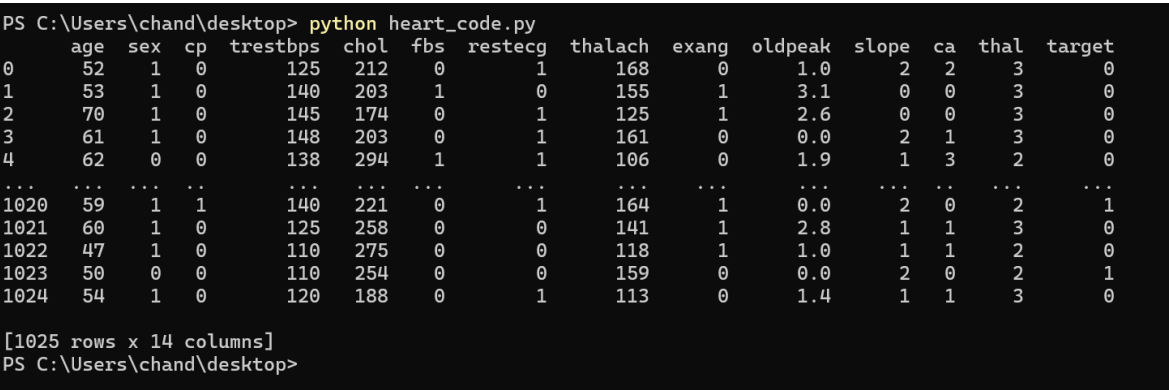 PS C:\Users\chand\desktop> python heart_code.py
      age  sex  cp  trestbps  chol  fbs  restecg  thalach  exang  oldpeak  slope  ca  thal  target
0      52    1   0       125   212    0        1      168      0      1.0      2   2     3       0
1      53    1   0       140   203    1        0      155      1      3.1      0   0     3       0
2      70    1   0       145   174    0        1      125      1      2.6      0   0     3       0
3      61    1   0       148   203    0        1      161      0      0.0      2   1     3       0
4      62    0   0       138   294    1        1      106      0      1.9      1   3     2       0
...   ...  ...  ..       ...   ...  ...      ...      ...    ...      ...    ...  ..   ...     ...
1020   59    1   1       140   221    0        1      164      1      0.0      2   0     2       1
1021   60    1   0       125   258    0        0      141      1      2.8      1   1     3       0
1022   47    1   0       110   275    0        0      118      1      1.0      1   1     2       0
1023   50    0   0       110   254    0        0      159      0      0.0      2   0     2       1
1024   54    1   0       120   188    0        1      113      0      1.4      1   1     3       0
[1025 rows x 14 columns]
PS C:\Users\chand\desktop>